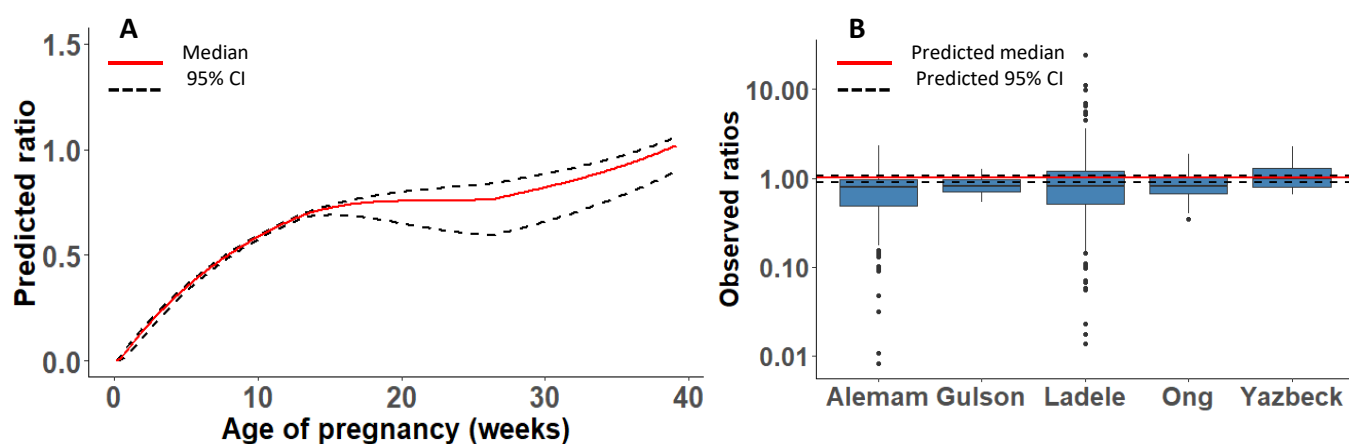 A
Median
95% CI
Predicted ratio
1.5
1.0
0.5
0.0
0 10 20 30 40
Age of pregnancy (weeks)
B
Predicted median
Predicted 95% CI
Observed ratios
10.00
1.00
0.10
0.01
Alemam Gulson Ladele Ong Yazbeck